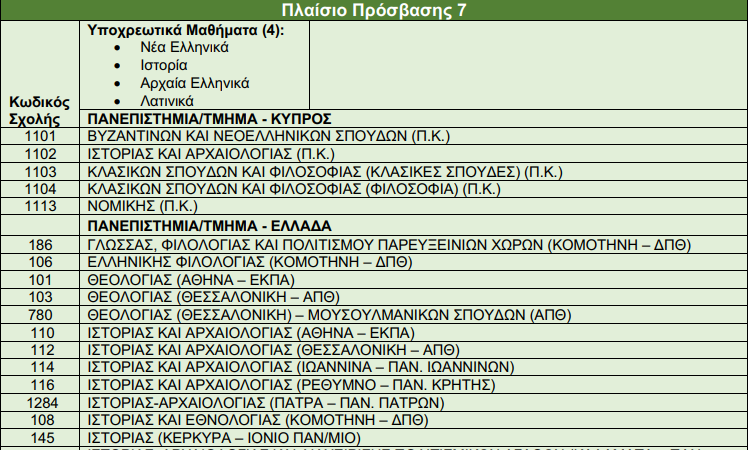 Πλαίσιο Πρόσβασης 7
Υποχρεωτικά Μαθήματα (4):
• Νέα Ελληνικά
• Ιστορία
• Αρχαία Ελληνικά
• Λατινικά
Κωδικός
Σχολής ΠΑΝΕΠΙΣΤΗΜΙΑ/ΤΜΗΜΑ - ΚΥΠΡΟΣ
1101 ΒΥΖΑΝΤΙΝΩΝ ΚΑΙ ΝΕΟΕΛΛΗΝΙΚΩΝ ΣΠΟΥΔΩΝ (Π.Κ.)
1102 ΙΣΤΟΡΙΑΣ ΚΑΙ ΑΡΧΑΙΟΛΟΓΙΑΣ (Π.Κ.)
1103 ΚΛΑΣΙΚΩΝ ΣΠΟΥΔΩΝ ΚΑΙ ΦΙΛΟΣΟΦΙΑΣ (ΚΛΑΣΙΚΕΣ ΣΠΟΥΔΕΣ) (Π.Κ.)
1104 ΚΛΑΣΙΚΩΝ ΣΠΟΥΔΩΝ ΚΑΙ ΦΙΛΟΣΟΦΙΑΣ (ΦΙΛΟΣΟΦΙΑ) (Π.Κ.)
1113 ΝΟΜΙΚΗΣ (Π.Κ.)
ΠΑΝΕΠΙΣΤΗΜΙΑ/ΤΜΗΜΑ - ΕΛΛΑΔΑ
186 ΓΛΩΣΣΑΣ, ΦΙΛΟΛΟΓΙΑΣ ΚΑΙ ΠΟΛΙΤΙΣΜΟΥ ΠΑΡΕΥΞΕΙΝΙΩΝ ΧΩΡΩΝ (ΚΟΜΟΤΗΝΗ – ΔΠΘ)
106 ΕΛΛΗΝΙΚΗΣ ΦΙΛΟΛΟΓΙΑΣ (ΚΟΜΟΤΗΝΗ – ΔΠΘ)
101 ΘΕΟΛΟΓΙΑΣ (ΑΘΗΝΑ – ΕΚΠΑ)
103 ΘΕΟΛΟΓΙΑΣ (ΘΕΣΣΑΛΟΝΙΚΗ – ΑΠΘ)
780 ΘΕΟΛΟΓΙΑΣ (ΘΕΣΣΑΛΟΝΙΚΗ) – ΜΟΥΣΟΥΛΜΑΝΙΚΩΝ ΣΠΟΥΔΩΝ (ΑΠΘ)
110 ΙΣΤΟΡΙΑΣ ΚΑΙ ΑΡΧΑΙΟΛΟΓΙΑΣ (ΑΘΗΝΑ – ΕΚΠΑ)
112 ΙΣΤΟΡΙΑΣ ΚΑΙ ΑΡΧΑΙΟΛΟΓΙΑΣ (ΘΕΣΣΑΛΟΝΙΚΗ – ΑΠΘ)
114 ΙΣΤΟΡΙΑΣ ΚΑΙ ΑΡΧΑΙΟΛΟΓΙΑΣ (ΙΩΑΝΝΙΝΑ – ΠΑΝ. ΙΩΑΝΝΙΝΩΝ)
116 ΙΣΤΟΡΙΑΣ ΚΑΙ ΑΡΧΑΙΟΛΟΓΙΑΣ (ΡΕΘΥΜΝΟ – ΠΑΝ. ΚΡΗΤΗΣ)
1284 ΙΣΤΟΡΙΑΣ-ΑΡΧΑΙΟΛΟΓΙΑΣ (ΠΑΤΡΑ – ΠΑΝ. ΠΑΤΡΩΝ)
108 ΙΣΤΟΡΙΑΣ ΚΑΙ ΕΘΝΟΛΟΓΙΑΣ (ΚΟΜΟΤΗΝΗ – ΔΠΘ)
145 ΙΣΤΟΡΙΑΣ (ΚΕΡΚΥΡΑ – ΙΟΝΙΟ ΠΑΝ/ΜΙΟ)